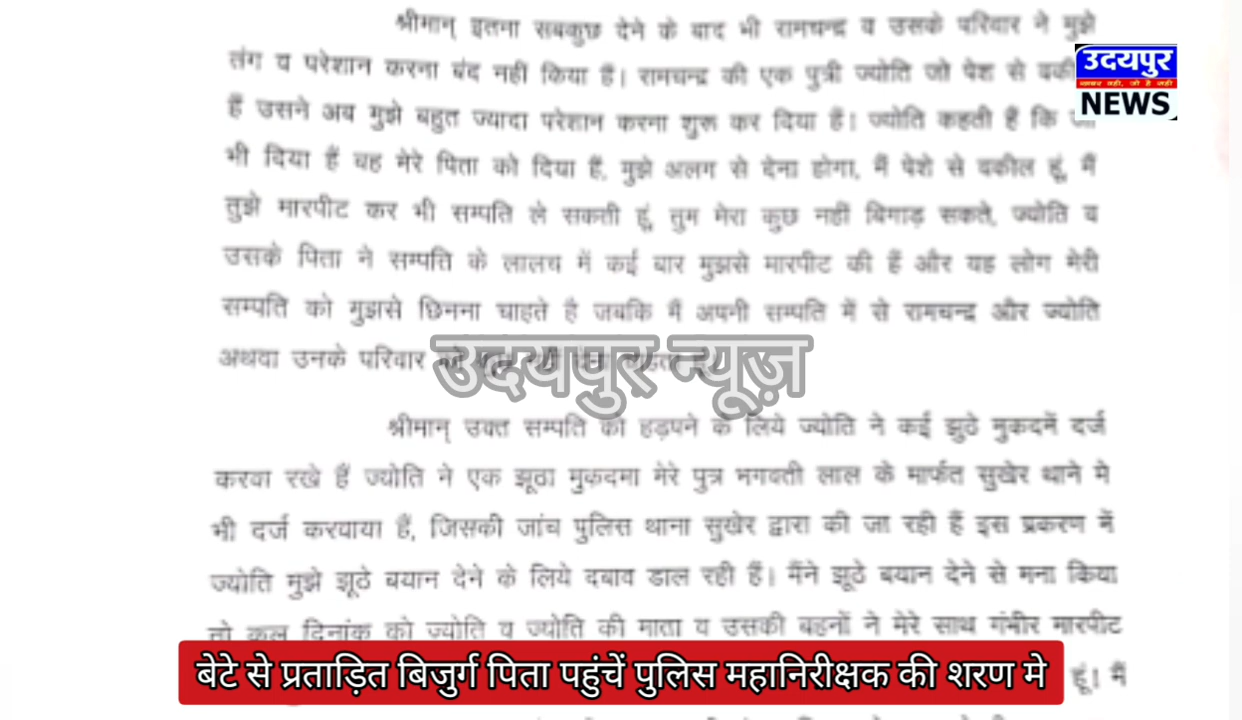 श्रीमान् इतना सबकुछ देने के बाद भी रामचन्द्र व उसके परिवार ने मुझे
तंग व परेशान करना बंद नहीं किया है। रामचन्द्र की एक पुत्री ज्योति जो पेश से
हैं उसने अब मुझे बहुत ज्यादा परेशान करना शुरू कर दिया हैं। ज्योति कहती हैं कि
भी दिया हैं वह मेरे पिता को दिया हैं, मुझे अलग से देना होगा, मैं पेशे से वकील हूं, मैं
तुझे मारपीट कर भी सम्पति ले सकती हूं, तुम मेरा कुछ नहीं बिगाड़ सकते, ज्योति व
उसके पिता ने सम्पति के लालच में कई बार मुझसे मारपीट की हैं और यह लोग मेरी
सम्पति को मुझसे छिनना चाहते है जबकि मैं अपनी सम्पति में से रामचन्द्र और ज्योति
अथवा उनके परिवार
श्रीमान् उक्त सम्पति को हड़पने के लिये ज्योति ने कई झुठे मुकदनें दर्ज
करवा रखे हैं ज्योति ने एक झूठा मुकदमा मेरे पुत्र भगवती लाल के मार्फत सुखेर थाने मे
भी दर्ज करवाया हैं, जिसकी जांच पुलिस थाना सुखेर द्वारा की जा रही हैं इस प्रकरण में
ज्योति मुझे झूठे बयान देने के लिये दबाव डाल रही हैं। मैंने झूठे बयान देने से मना किया
तो कल दिनांक को ज्योति व ज्योति की माता व उसकी बहनों ने मेरे साथ गंभीर मारपीट
हूं। मैं
उदयपुर
खबर वही, जो है सही
NEWS
उदयपुर न्यूज़
बेटे से प्रताड़ित बिजुर्ग पिता पहुंचें पुलिस महानिरीक्षक की शरण मे